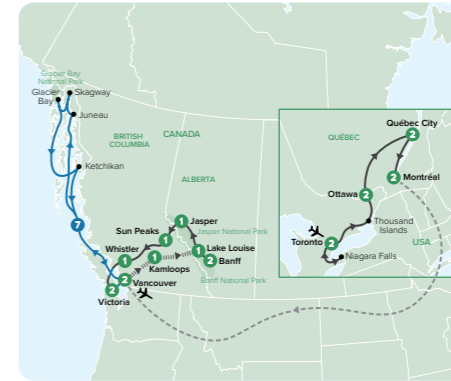 Glacier Bay
National Park
Glacier
Bay
Skagway
Juneau
BRITISH
COLUMBIA
CANADA
Ketchikan
ALBERTA
7
Sun Peaks
1
1
Jasper
Jasper National Park
Whistler
1
1
Kamloops
1
Lake Louise
2
Banff
Banff National Park
2
Vancouver
2
Victoria
QUÉBEC
Québec City
2
2
Montréal
Ottawa
2
Thousand
Islands
Toronto
2
Niagara Falls
USA